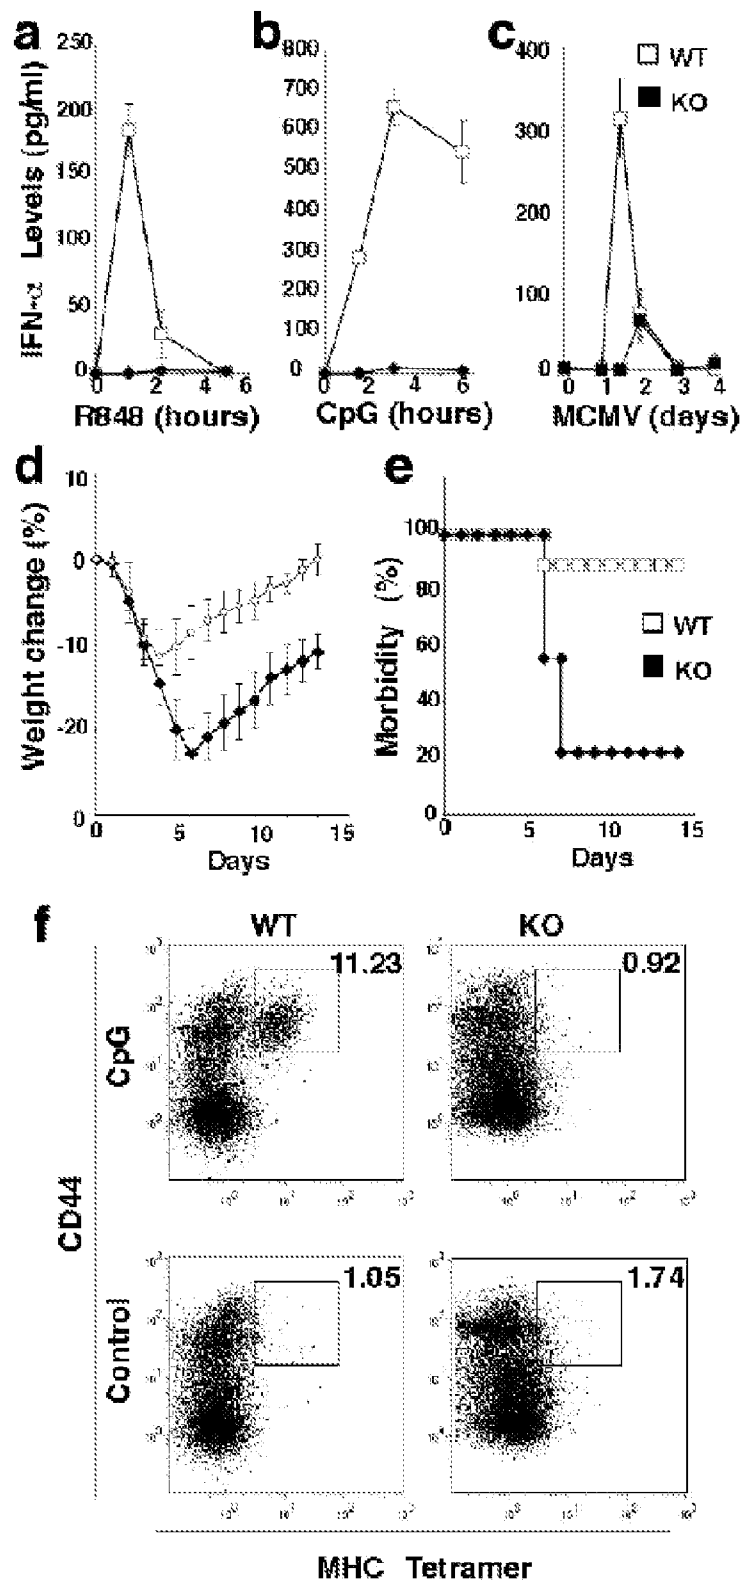 a
b
c
IFN-α Levels (pg/ml)
250
200
150
100
50
0
0 2 4 6
R848 (hours)
800
700
600
500
400
300
200
100
0
0 2 4 6
CpG (hours)
400
300
200
100
0
0 1 2 3 4
MCMV (days)
WT
KO
d
Weight change (%)
10
0
-10
-20
0
0 5 10 15
Days
e
Morbidity (%)
100
80
60
40
20
0
0 5 10 15
Days
WT
KO
f
WT KO
CD44
CpG
11.23
0.92
Control
1.05
1.74
MHC Tetramer